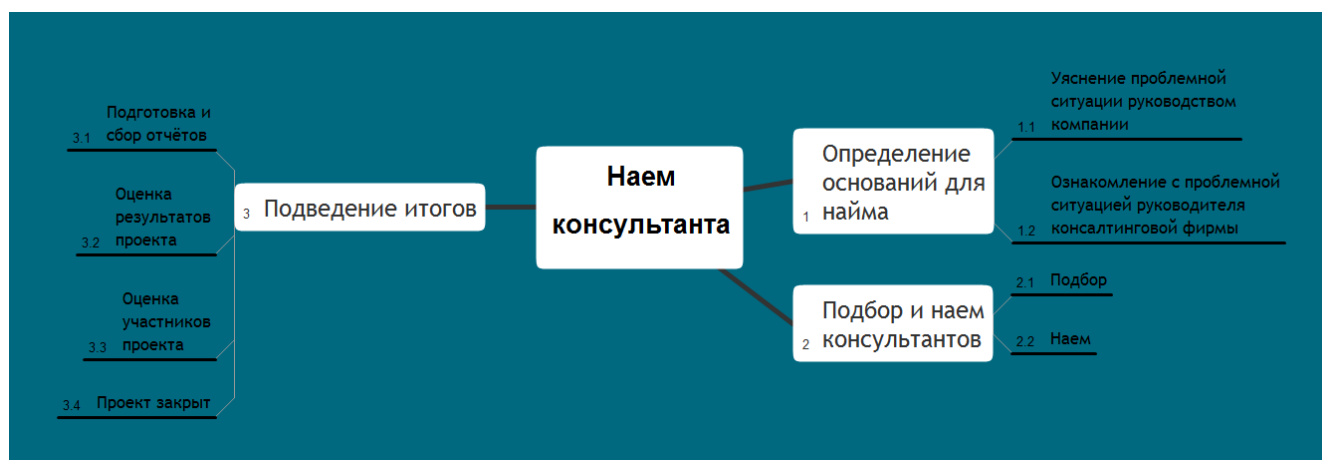 Наем
консультанта
1 Определение
оснований для
найма
1.1 Уяснение проблемной
ситуации руководством
компании
1.2 Ознакомление с проблемной
ситуацией руководителя
консалтинговой фирмы
2 Подбор и наем
консультантов
2.1 Подбор
2.2 Наем
3 Подведение итогов
3.1 Подготовка и
сбор отчётов
3.2 Оценка
результатов
проекта
3.3 Оценка
участников
проекта
3.4 Проект закрыт